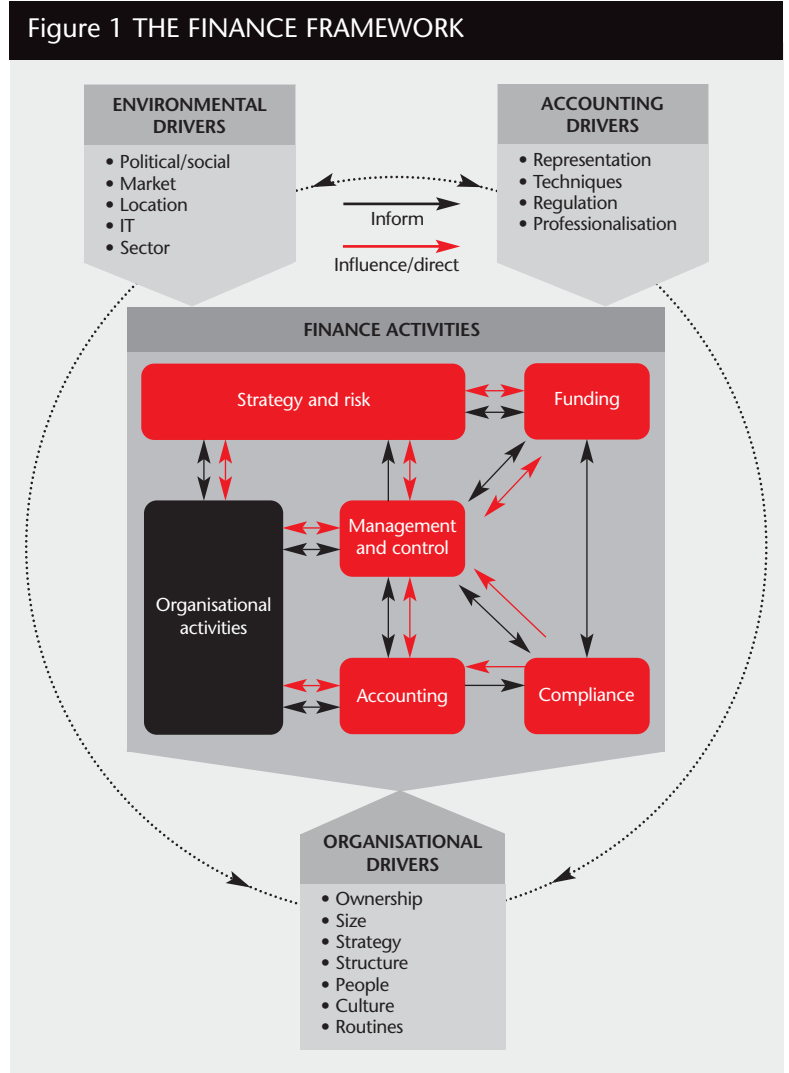 Figure 1 THE FINANCE FRAMEWORK
ENVIRONMENTAL
DRIVERS
• Political/social
• Market
• Location
• IT
• Sector
ACCOUNTING
DRIVERS
• Representation
• Techniques
• Regulation
• Professionalisation
Inform
Influence/direct
FINANCE ACTIVITIES
Strategy and risk
Funding
Management
and control
Organisational
activities
Accounting
Compliance
ORGANISATIONAL
DRIVERS
• Ownership
• Size
• Strategy
• Structure
• People
• Culture
• Routines